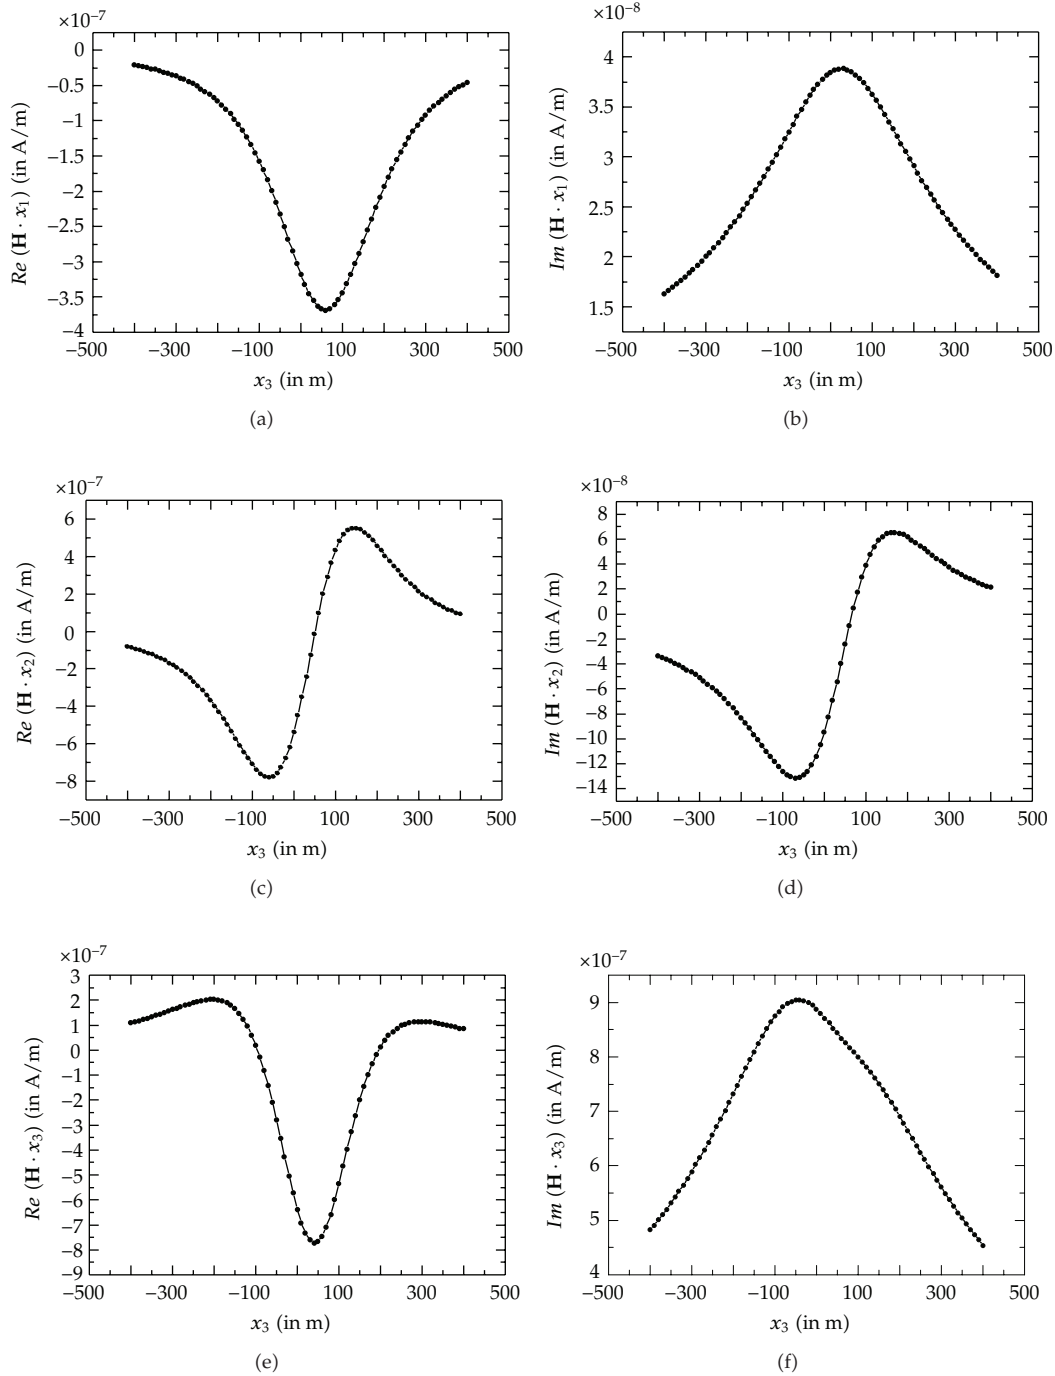 ×10⁻⁷
0
−0.5
−1
−1.5
−2
−2.5
−3
−3.5
−4
−500 −300 −100 100 300 500
Re (H · x₁) (in A/m)
x₃ (in m)
(a)
×10⁻⁸
4
3.5
3
2.5
2
1.5
−500 −300 −100 100 300 500
Im (H · x₁) (in A/m)
x₃ (in m)
(b)
×10⁻⁷
6
4
2
0
−2
−4
−6
−8
−500 −300 −100 100 300 500
Re (H · x₂) (in A/m)
x₃ (in m)
(c)
×10⁻⁸
8
6
4
2
0
−2
−4
−6
−8
−10
−12
−14
−500 −300 −100 100 300 500
Im (H · x₂) (in A/m)
x₃ (in m)
(d)
×10⁻⁷
3
2
1
0
−1
−2
−3
−4
−5
−6
−7
−8
−9
−500 −300 −100 100 300 500
Re (H · x₃) (in A/m)
x₃ (in m)
(e)
×10⁻⁷
9
8
7
6
5
4
−500 −300 −100 100 300 500
Im (H · x₃) (in A/m)
x₃ (in m)
(f)